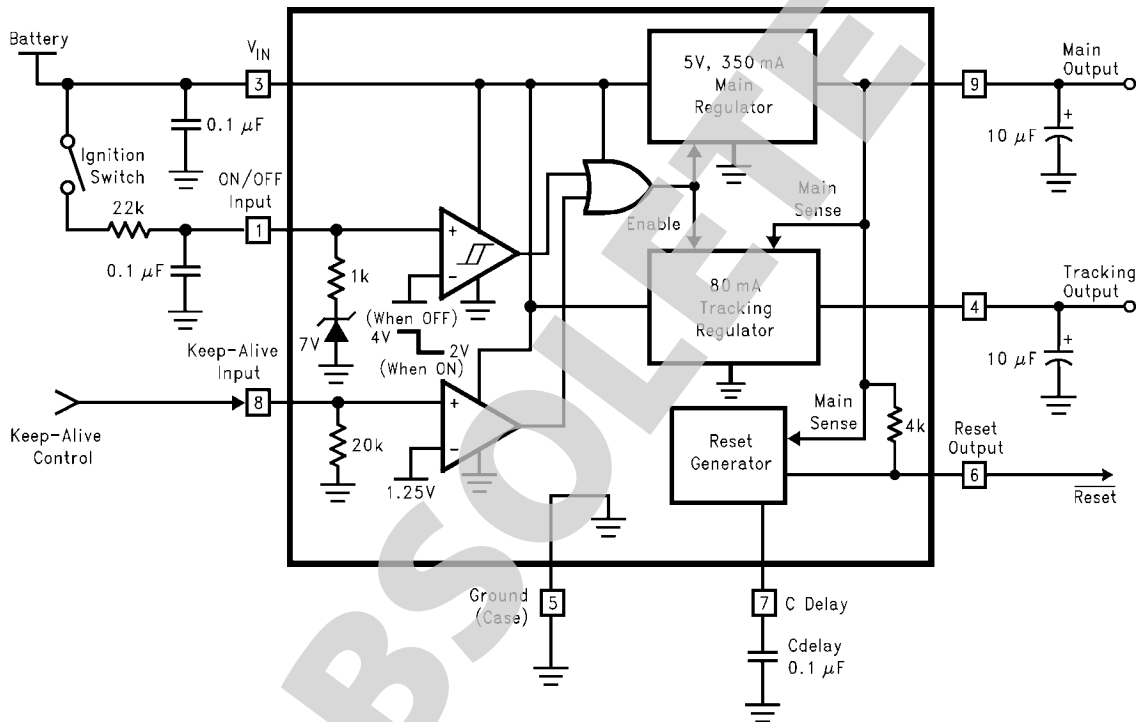 Battery
V_IN
3
0.1 µF
Ignition
Switch
ON/OFF
Input
22k
1
0.1 µF
1k
7V
(When OFF)
4V
2V
(When ON)
Keep-Alive
Input
8
Keep-Alive
Control
20k
1.25V
+
−
+
−
5V, 350 mA
Main
Regulator
Enable
Main
Sense
80 mA
Tracking
Regulator
Main
Sense
Reset
Generator
4k
9
Main
Output
10 µF
+
4
Tracking
Output
10 µF
+
Reset
Output
6
Reset
Ground
(Case)
5
7
C Delay
Cdelay
0.1 µF
OBSOLETE